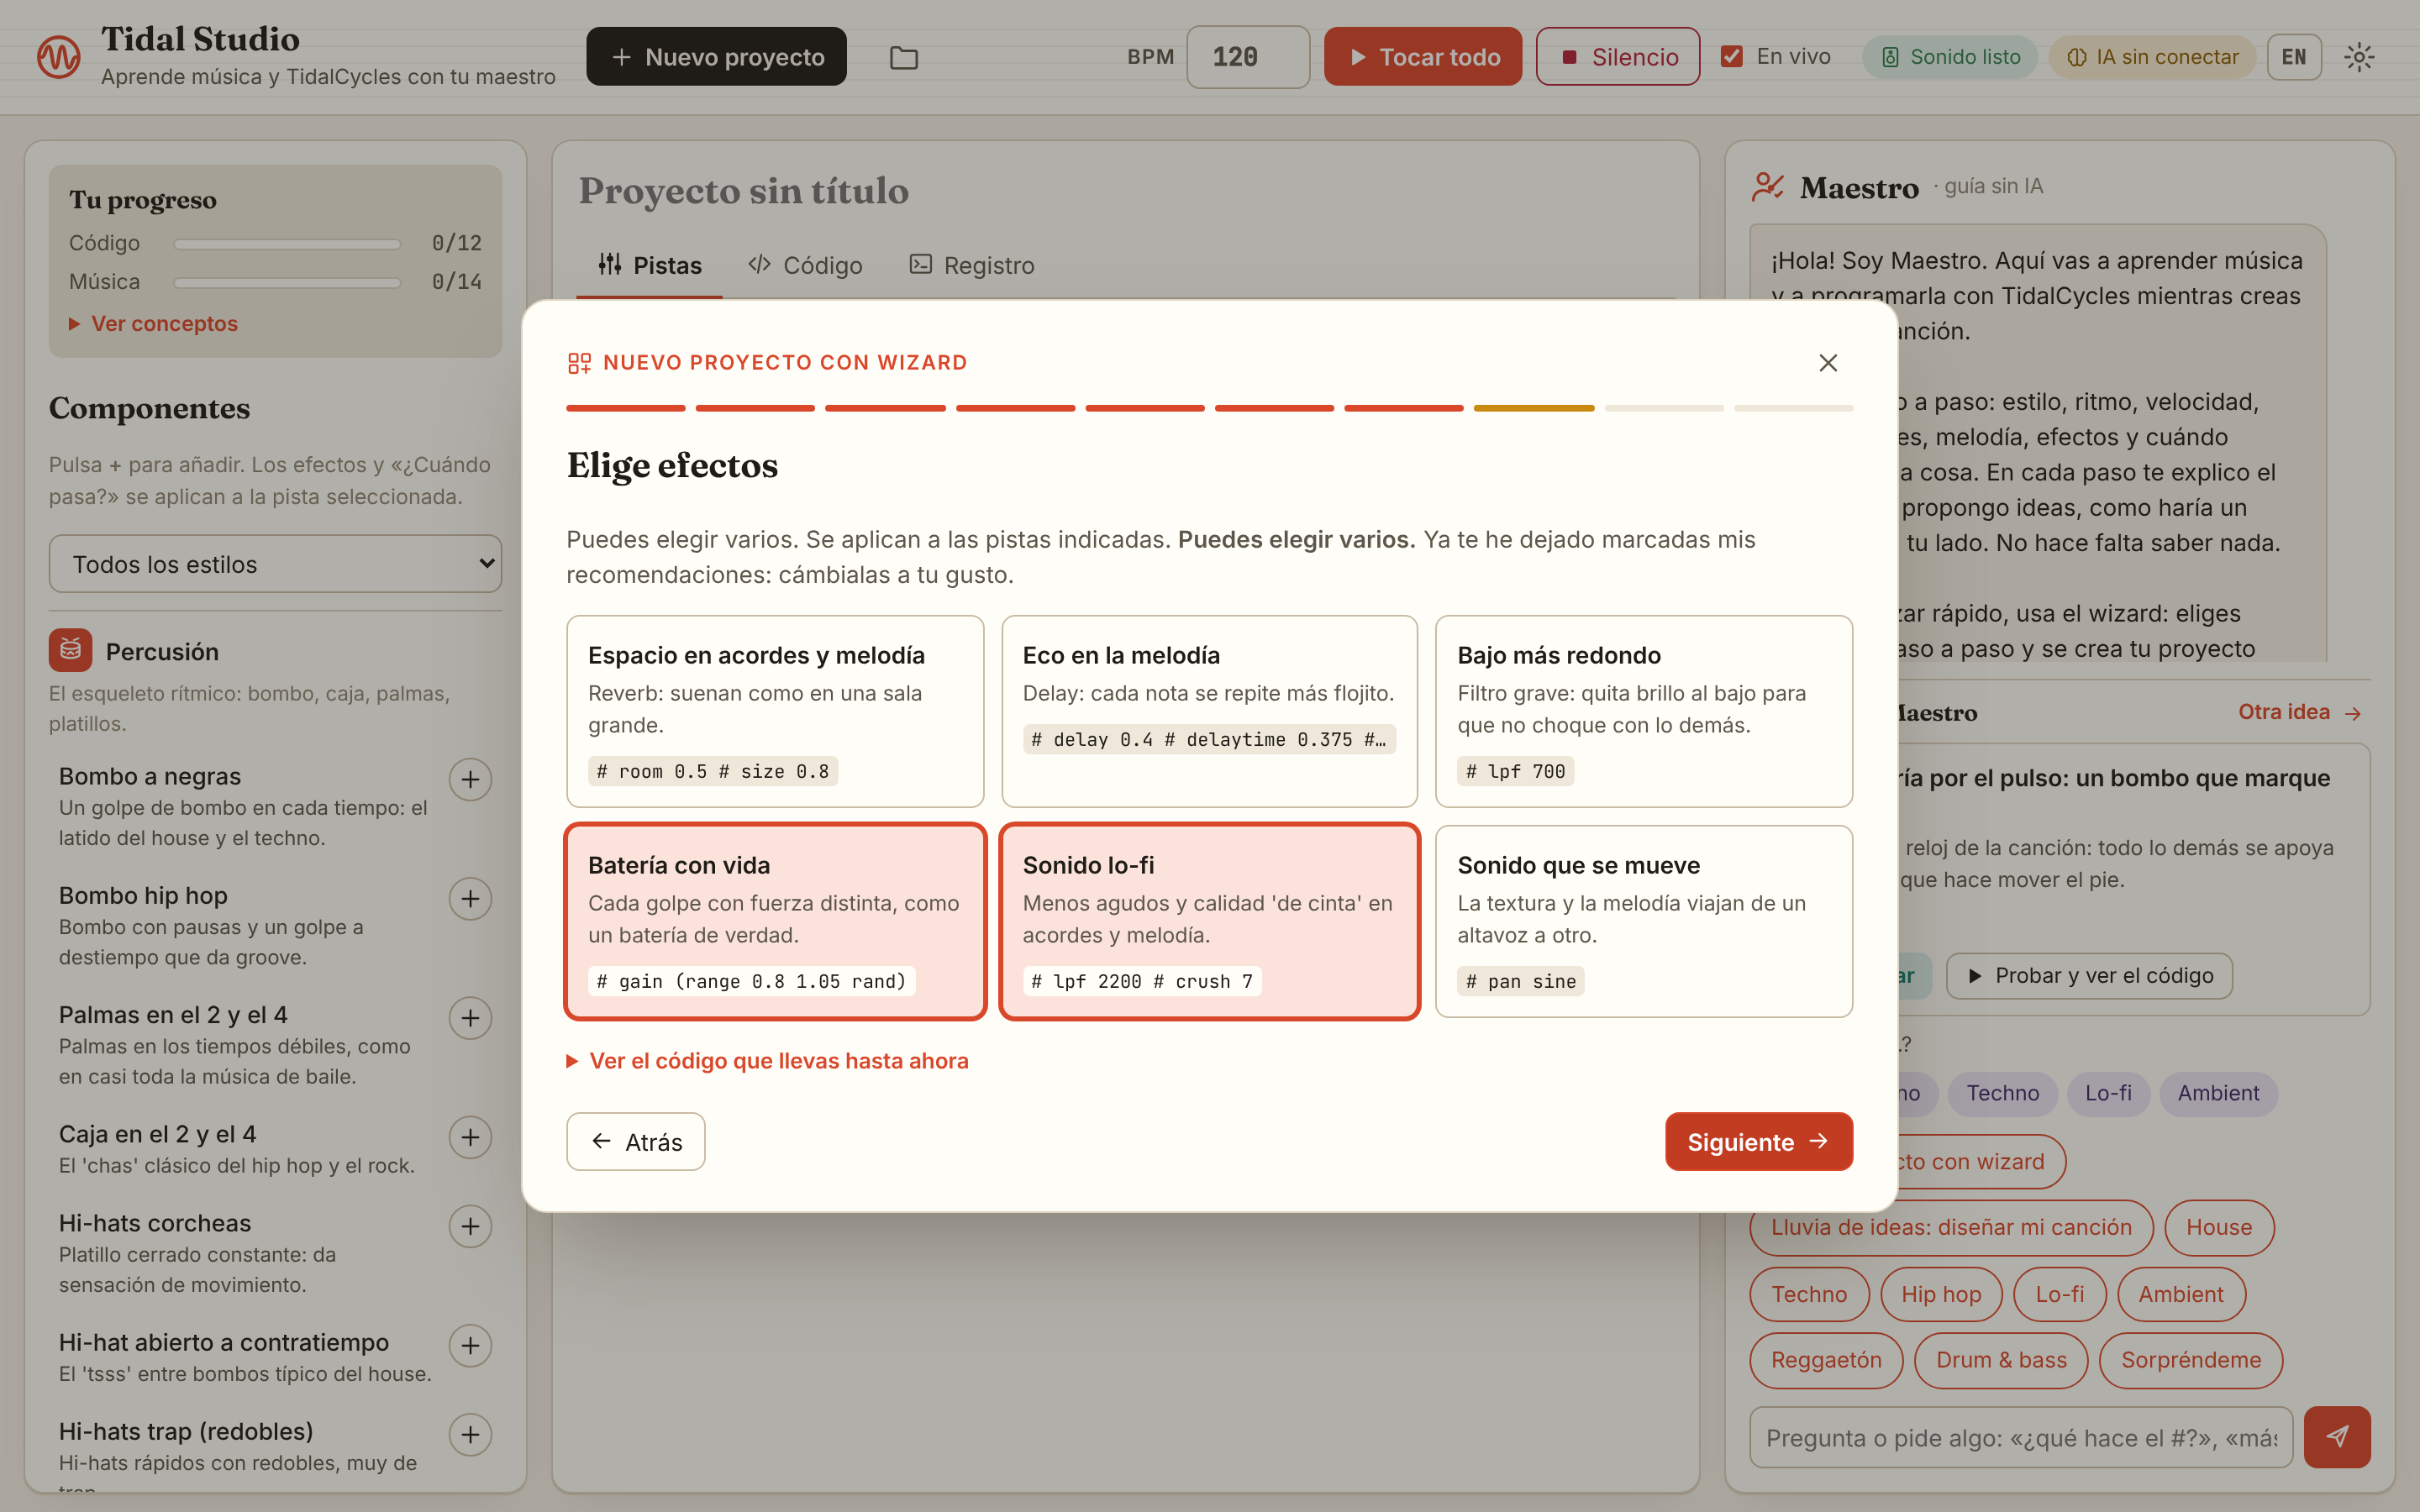 Tidal Studio
Aprende música y TidalCycles con tu maestro
Nuevo proyecto
BPM
120
Tocar todo
Silencio
En vivo
Sonido listo
IA sin conectar
EN
Tu progreso
Código 0/12
Música 0/14
Ver conceptos
Componentes
Pulsa + para añadir. Los efectos y «¿Cuándo
pasa?» se aplican a la pista seleccionada.
Todos los estilos
Percusión
El esqueleto rítmico: bombo, caja, palmas,
platillos.
Bombo a negras
Un golpe de bombo en cada tiempo: el
latido del house y el techno.
Bombo hip hop
Bombo con pausas y un golpe a
destiempo que da groove.
Palmas en el 2 y el 4
Palmas en los tiempos débiles, como
en casi toda la música de baile.
Caja en el 2 y el 4
El 'chas' clásico del hip hop y el rock.
Hi-hats corcheas
Platillo cerrado constante: da
sensación de movimiento.
Hi-hat abierto a contratiempo
El 'tsss' entre bombos típico del house.
Hi-hats trap (redobles)
Hi-hats rápidos con redobles, muy de
Proyecto sin título
Pistas
Código
Registro
NUEVO PROYECTO CON WIZARD
Elige efectos
Puedes elegir varios. Se aplican a las pistas indicadas. Puedes elegir varios. Ya te he dejado marcadas mis
recomendaciones: cámbialas a tu gusto.
Espacio en acordes y melodía
Reverb: suenan como en una sala
grande.
# room 0.5 # size 0.8
Eco en la melodía
Delay: cada nota se repite más flojito.
# delay 0.4 # delaytime 0.375 #…
Bajo más redondo
Filtro grave: quita brillo al bajo para
que no choque con lo demás.
# lpf 700
Batería con vida
Cada golpe con fuerza distinta, como
un batería de verdad.
# gain (range 0.8 1.05 rand)
Sonido lo-fi
Menos agudos y calidad 'de cinta' en
acordes y melodía.
# lpf 2200 # crush 7
Sonido que se mueve
La textura y la melodía viajan de un
altavoz a otro.
# pan sine
Ver el código que llevas hasta ahora
Atrás
Siguiente
Maestro · guía sin IA
¡Hola! Soy Maestro. Aquí vas a aprender música
y a programarla con TidalCycles mientras creas
anción.
o a paso: estilo, ritmo, velocidad,
es, melodía, efectos y cuándo
a cosa. En cada paso te explico el
propongo ideas, como haría un
tu lado. No hace falta saber nada.
zar rápido, usa el wizard: eliges
aso a paso y se crea tu proyecto
Maestro
Otra idea
ría por el pulso: un bombo que marque
reloj de la canción: todo lo demás se apoya
que hace mover el pie.
ar
Probar y ver el código
.?
no
Techno
Lo-fi
Ambient
cto con wizard
Lluvia de ideas: diseñar mi canción
House
Techno
Hip hop
Lo-fi
Ambient
Reggaetón
Drum & bass
Sorpréndeme
Pregunta o pide algo: «¿qué hace el #?», «más